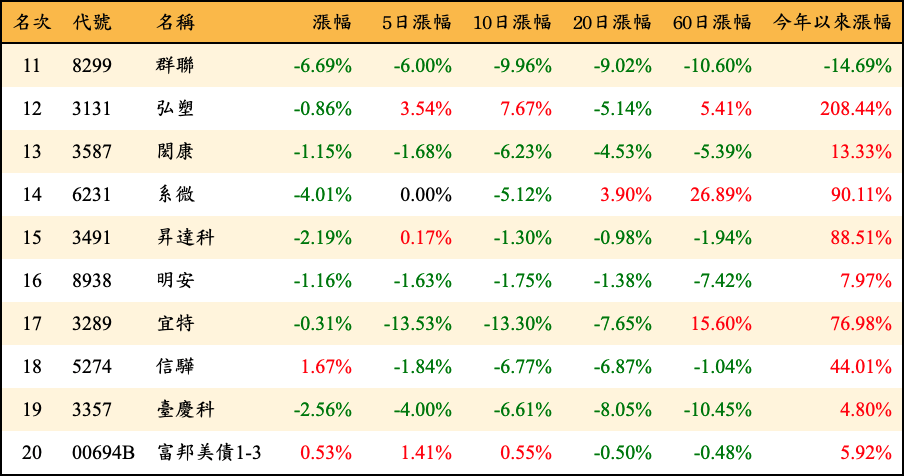 名次 代號 名稱 漲幅 5日漲幅 10日漲幅 20日漲幅 60日漲幅 今年以來漲幅
11 8299 群聯 -6.69% -6.00% -9.96% -9.02% -10.60% -14.69%
12 3131 弘塑 -0.86% 3.54% 7.67% -5.14% 5.41% 208.44%
13 3587 閎康 -1.15% -1.68% -6.23% -4.53% -5.39% 13.33%
14 6231 系微 -4.01% 0.00% -5.12% 3.90% 26.89% 90.11%
15 3491 昇達科 -2.19% 0.17% -1.30% -0.98% -1.94% 88.51%
16 8938 明安 -1.16% -1.63% -1.75% -1.38% -7.42% 7.97%
17 3289 宜特 -0.31% -13.53% -13.30% -7.65% 15.60% 76.98%
18 5274 信驊 1.67% -1.84% -6.77% -6.87% -1.04% 44.01%
19 3357 臺慶科 -2.56% -4.00% -6.61% -8.05% -10.45% 4.80%
20 00694B 富邦美債1-3 0.53% 1.41% 0.55% -0.50% -0.48% 5.92%